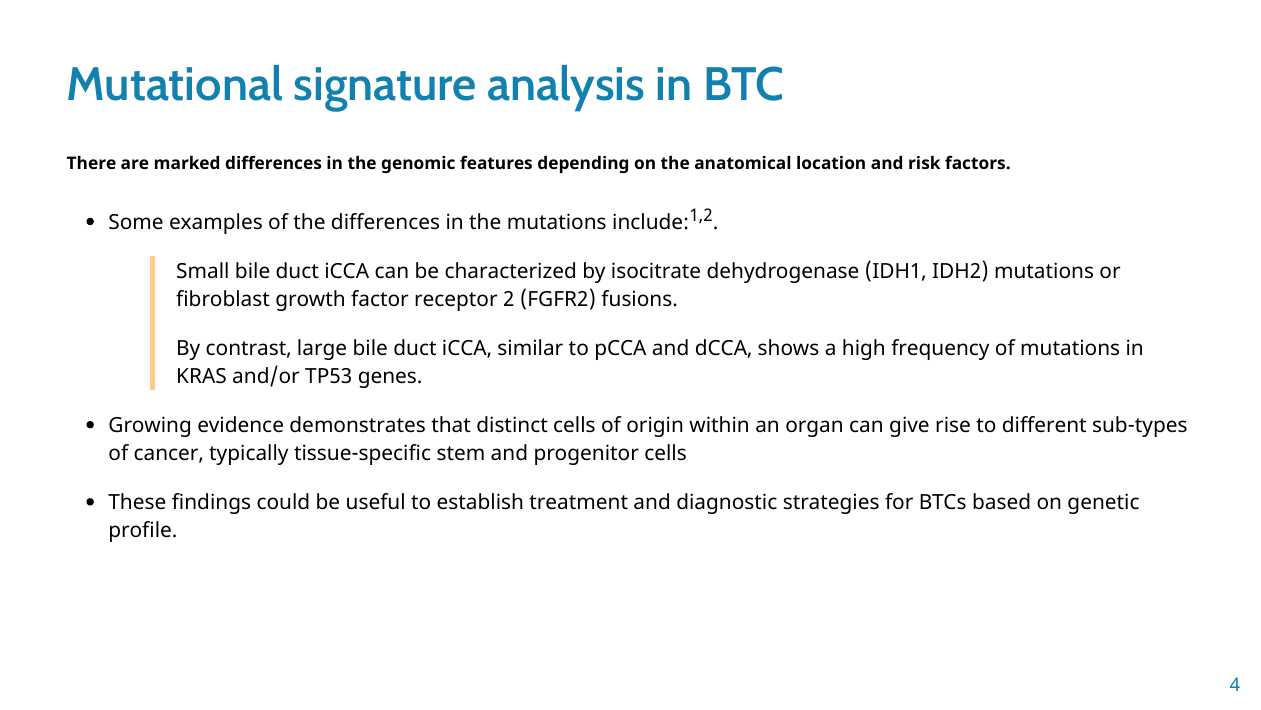 Mutational signature analysis in BTC
There are marked differences in the genomic features depending on the anatomical location and risk factors.
• Some examples of the differences in the mutations include:1,2.
Small bile duct iCCA can be characterized by isocitrate dehydrogenase (IDH1, IDH2) mutations or
fibroblast growth factor receptor 2 (FGFR2) fusions.
By contrast, large bile duct iCCA, similar to pCCA and dCCA, shows a high frequency of mutations in
KRAS and/or TP53 genes.
• Growing evidence demonstrates that distinct cells of origin within an organ can give rise to different sub-types
of cancer, typically tissue-specific stem and progenitor cells
• These findings could be useful to establish treatment and diagnostic strategies for BTCs based on genetic
profile.
4